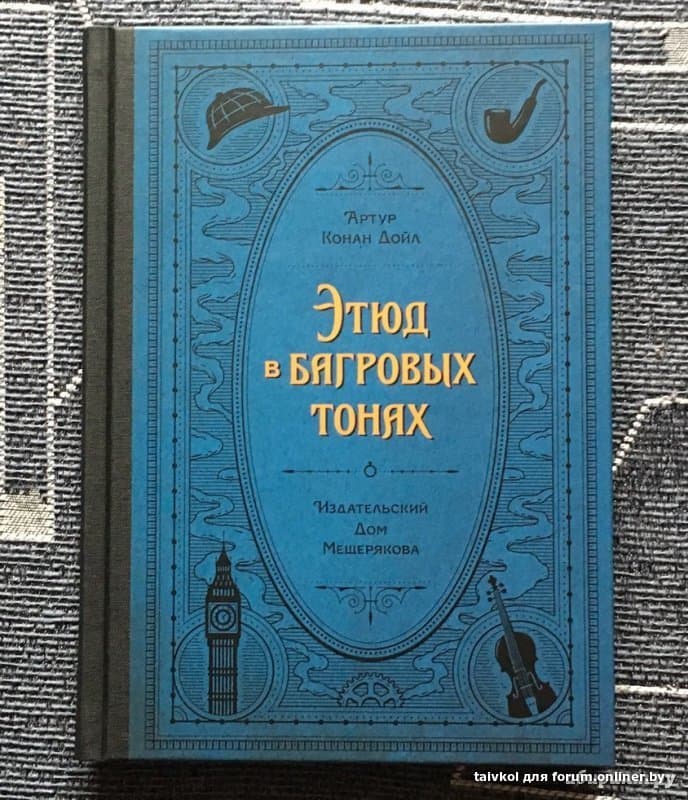 Артур
Конан Дойл
Этюд
в багровых
тонах
Издательский
Дом
Мещерякова
taivkol для forum.onliner.by